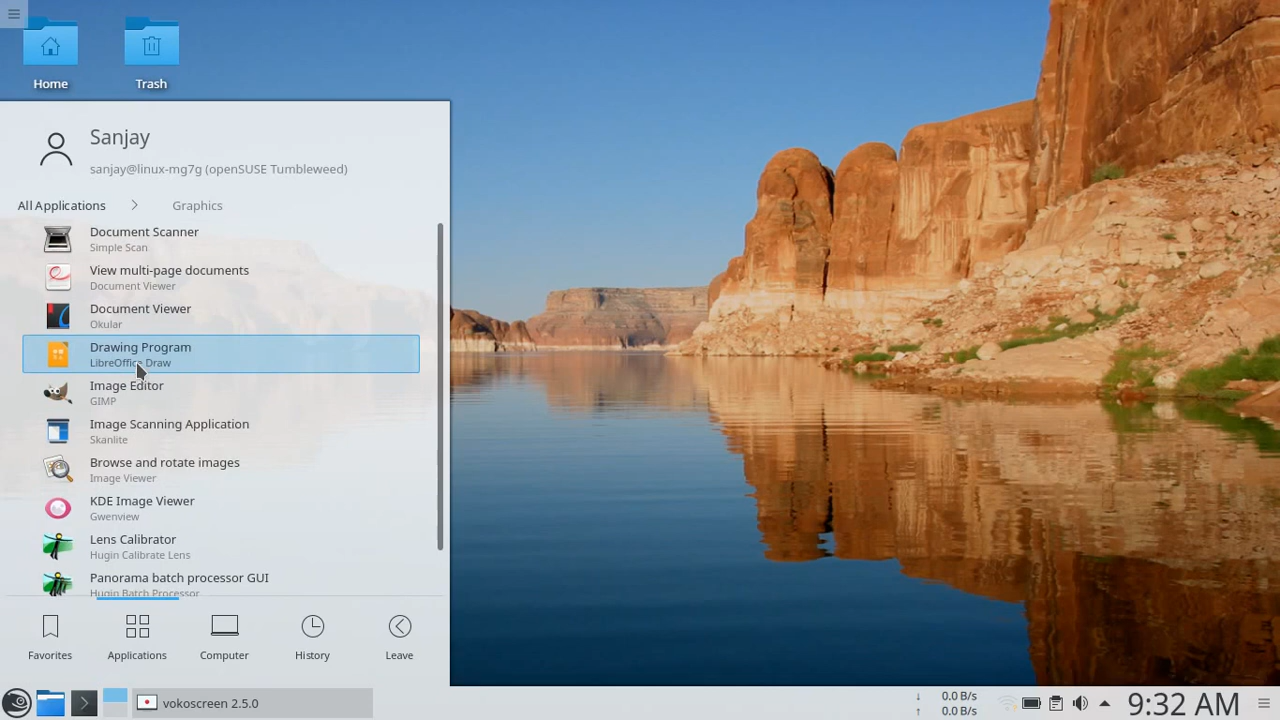 Home
Trash
Sanjay
sanjay@linux-mg7g (openSUSE Tumbleweed)
All Applications > Graphics
Document Scanner
Simple Scan
View multi-page documents
Document Viewer
Document Viewer
Okular
Drawing Program
LibreOffice Draw
Image Editor
GIMP
Image Scanning Application
Skanlite
Browse and rotate images
Image Viewer
KDE Image Viewer
Gwenview
Lens Calibrator
Hugin Calibrate Lens
Panorama batch processor GUI
Hugin Batch Processor
Favorites
Applications
Computer
History
Leave
vokoscreen 2.5.0
↓ 0.0 B/s
↑ 0.0 B/s
9:32 AM